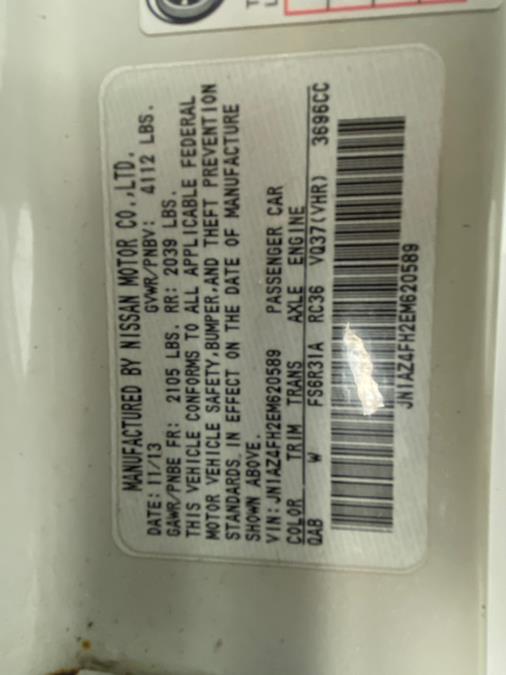 MANUFACTURED BY NISSAN MOTOR CO.,LTD.
DATE: 11/13 GVWR/PNBV: 4112 LBS.
GAWR/PNBE FR: 2105 LBS. RR: 2039 LBS.
THIS VEHICLE CONFORMS TO ALL APPLICABLE FEDERAL
MOTOR VEHICLE SAFETY,BUMPER,AND THEFT PREVENTION
STANDARDS IN EFFECT ON THE DATE OF MANUFACTURE
SHOWN ABOVE.
VIN: JN1AZ4FH2EM620589 PASSENGER CAR
COLOR TRIM TRANS AXLE ENGINE
QAB W FS6R31A RC36 VQ37(VHR) 3696CC
JN1AZ4FH2EM620589